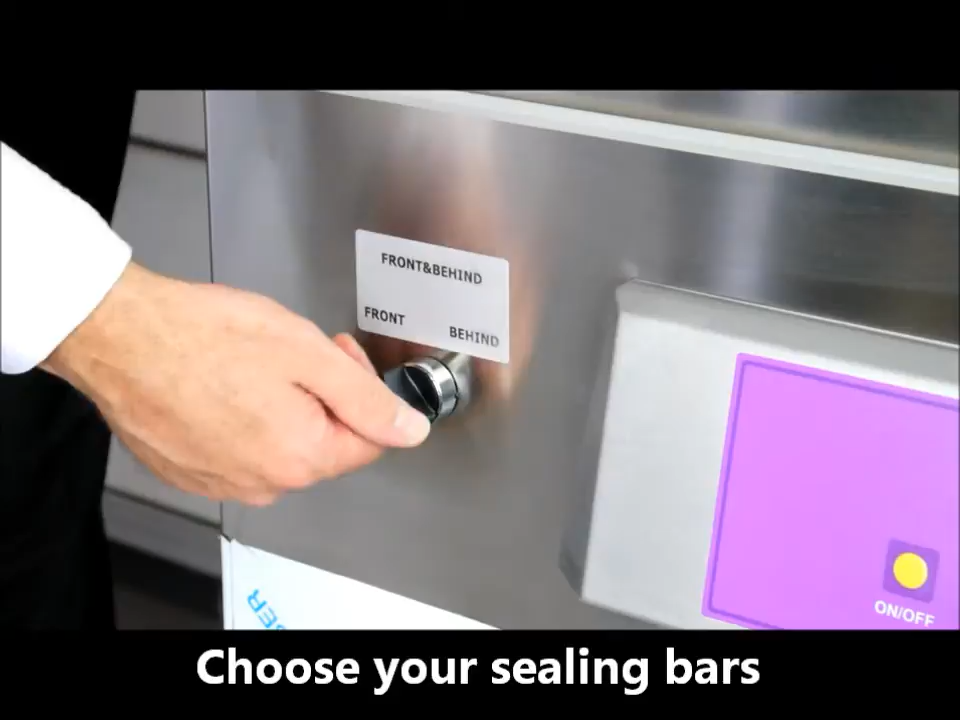 FRONT&BEHIND
FRONT
BEHIND
ON/OFF
Choose your sealing bars